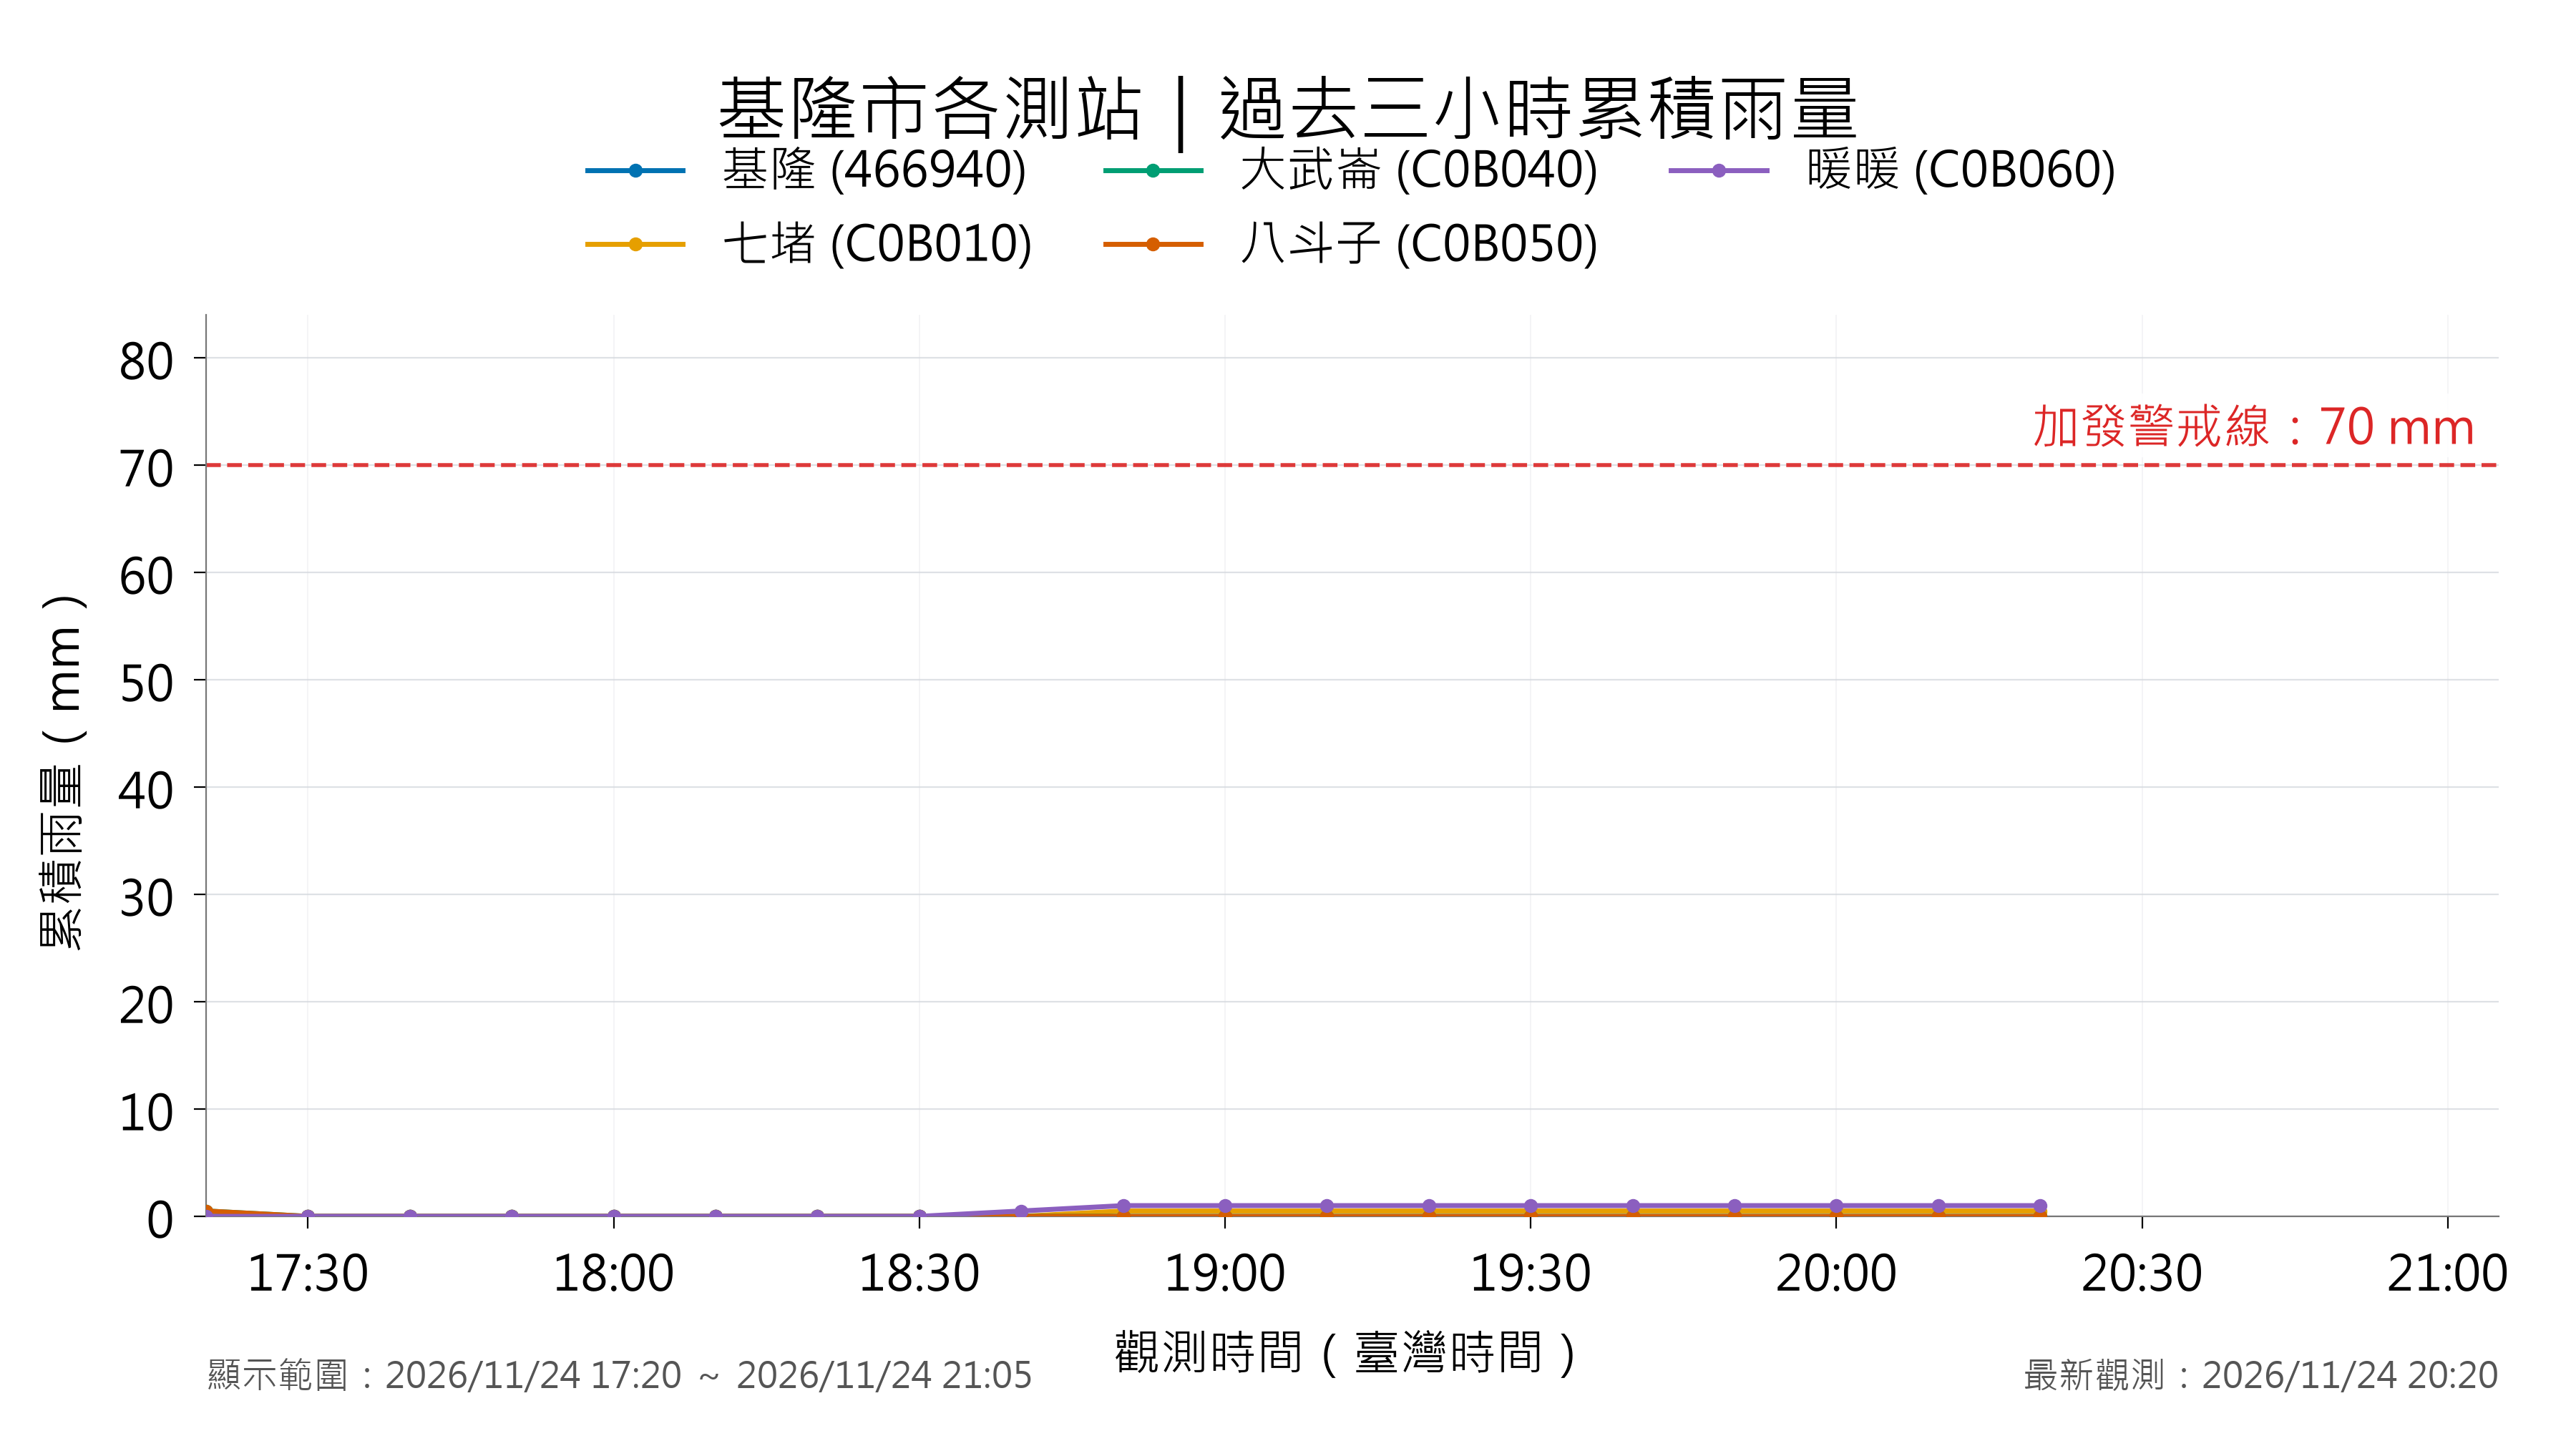 基隆市各測站｜過去三小時累積雨量
基隆 (466940)
大武崙 (C0B040)
暖暖 (C0B060)
七堵 (C0B010)
八斗子 (C0B050)
加發警戒線：70 mm
累積雨量（mm）
80
70
60
50
40
30
20
10
0
17:30
18:00
18:30
19:00
19:30
20:00
20:30
21:00
觀測時間（臺灣時間）
顯示範圍：2026/11/24 17:20 ~ 2026/11/24 21:05
最新觀測：2026/11/24 20:20